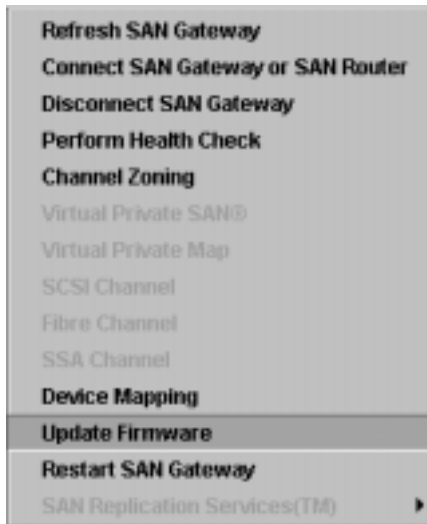 Refresh SAN Gateway
Connect SAN Gateway or SAN Router
Disconnect SAN Gateway
Perform Health Check
Channel Zoning
Virtual Private SAN®
Virtual Private Map
SCSI Channel
Fibre Channel
SSA Channel
Device Mapping
Update Firmware
Restart SAN Gateway
SAN Replication Services(TM)